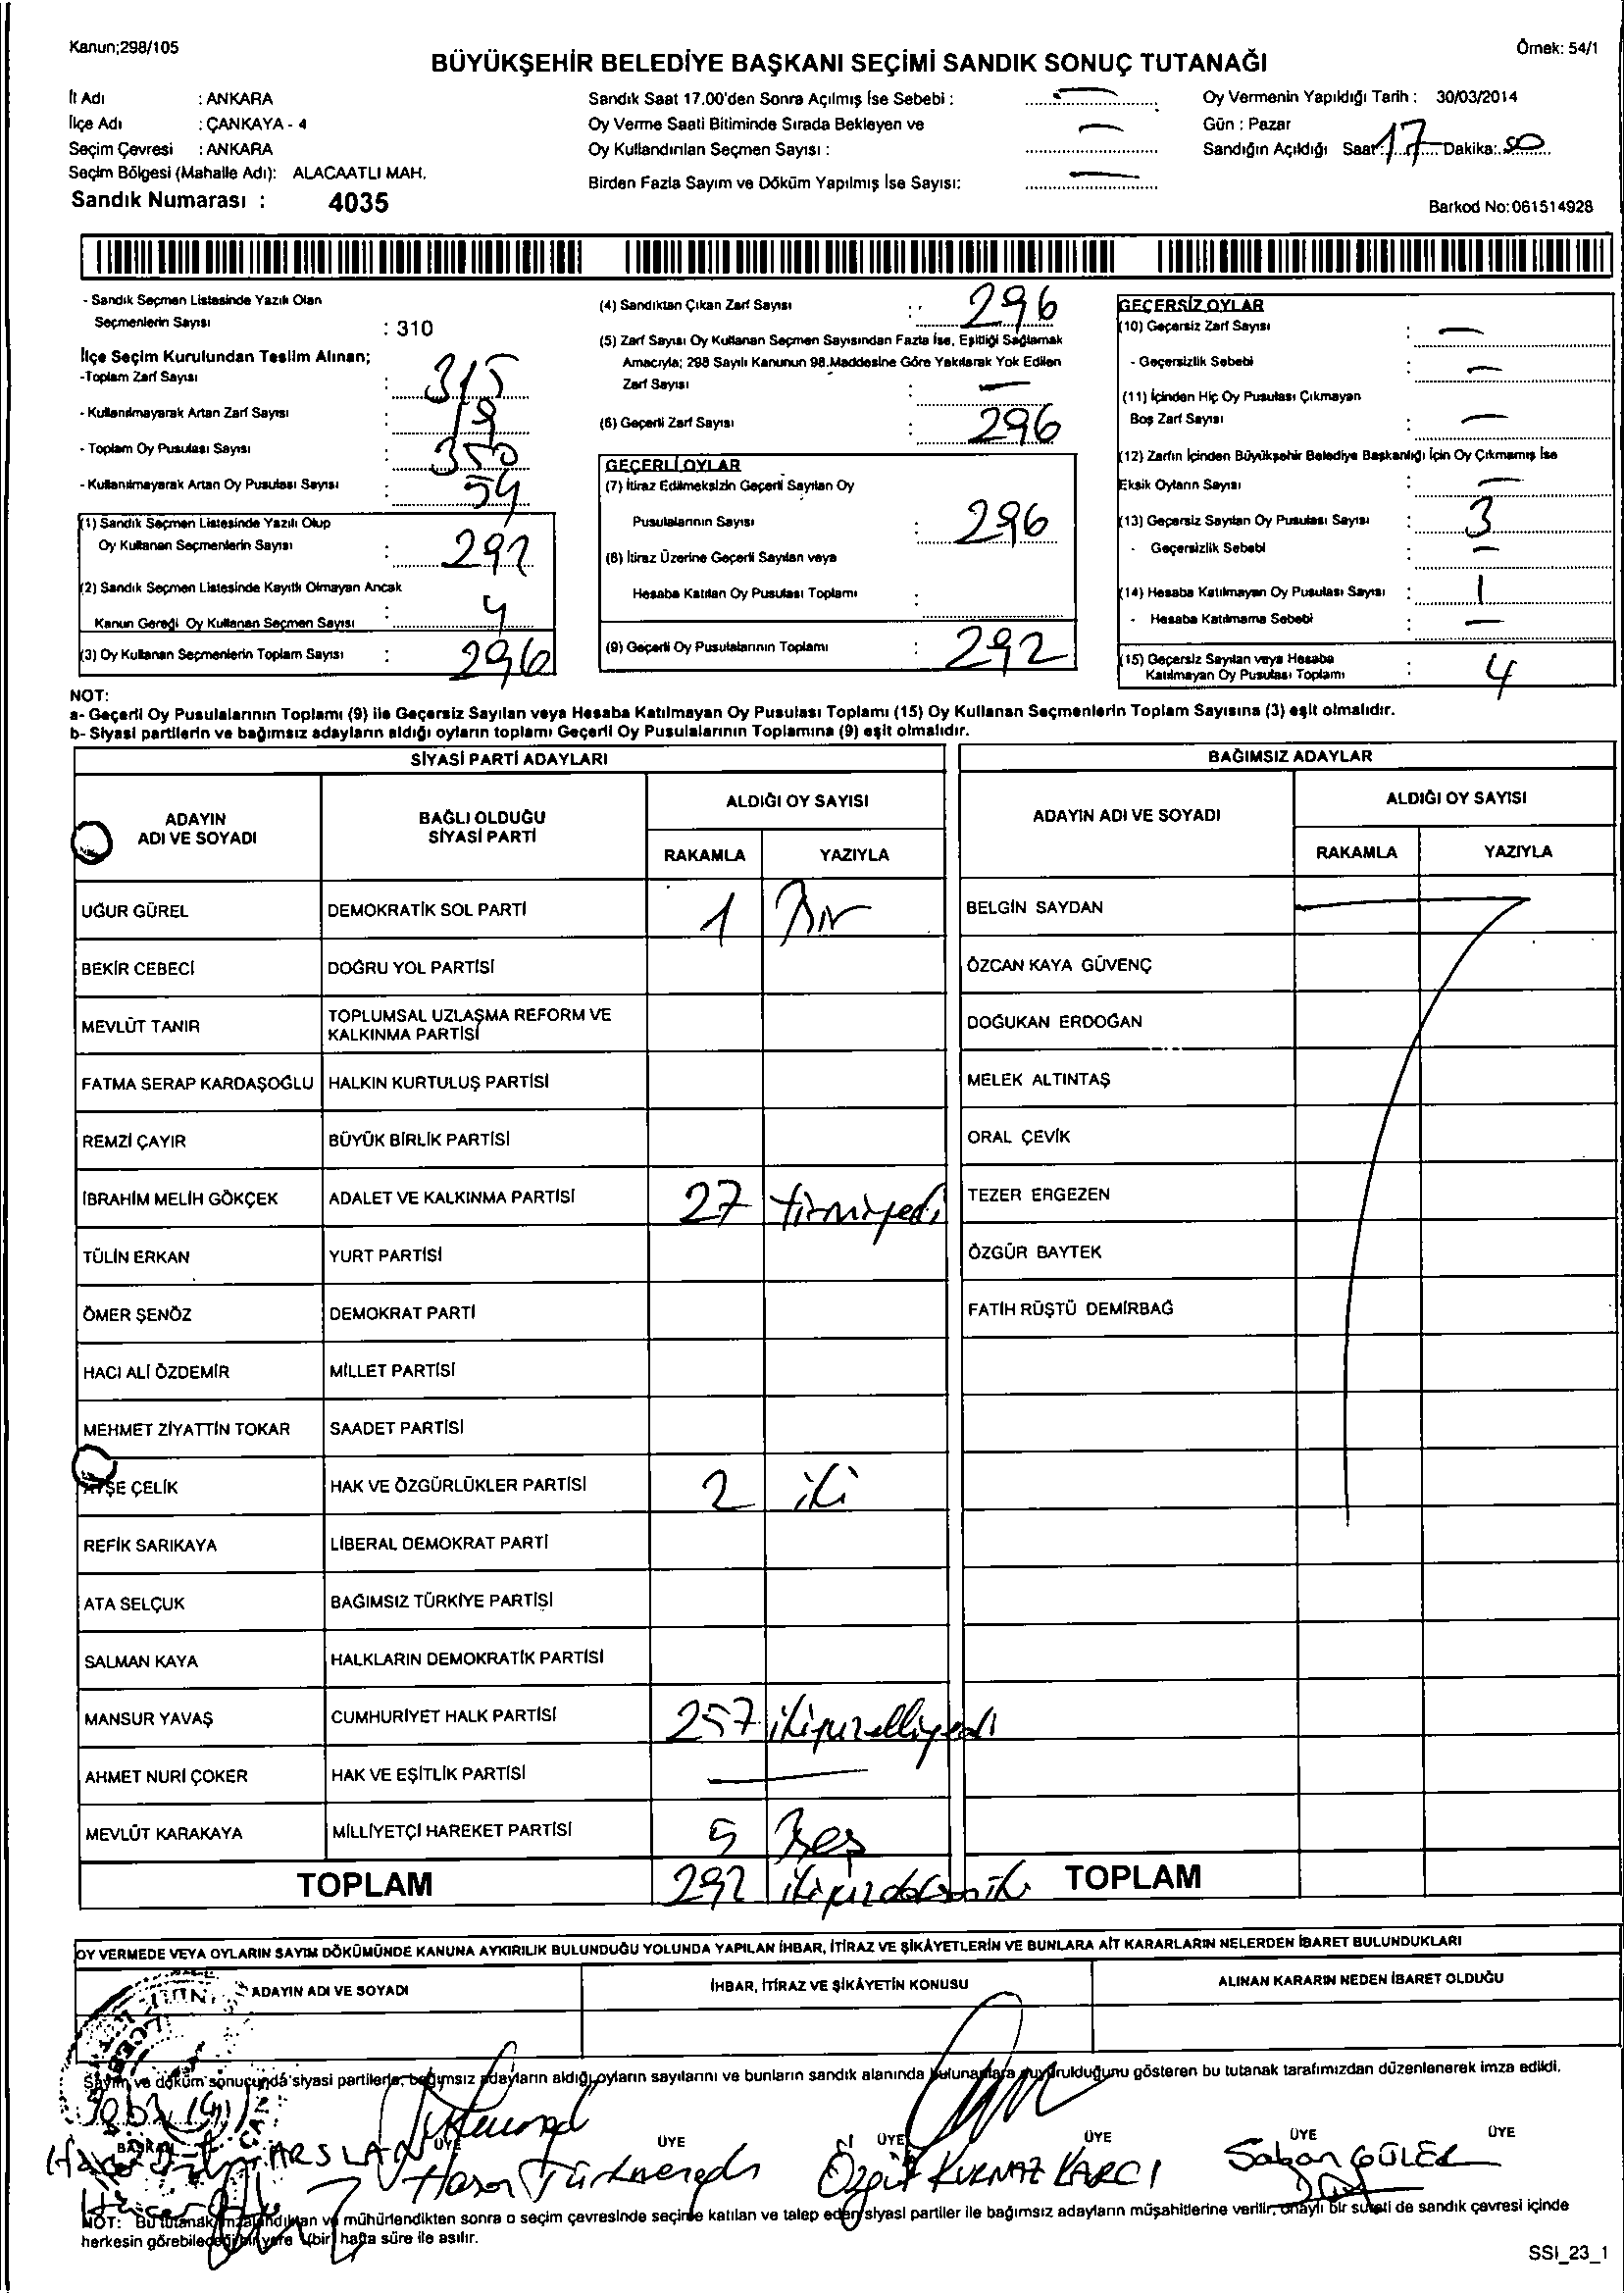 Kanun;298/105
Örnek: 54/1
BÜYÜKŞEHİR BELEDİYE BAŞKANI SEÇİMİ SANDIK SONUÇ TUTANAĞI
İl Adı : ANKARA
İlçe Adı : ÇANKAYA - 4
Seçim Çevresi : ANKARA
Seçim Bölgesi (Mahalle Adı): ALACAATLI MAH.
Sandık Numarası : 4035
Sandık Saat 17.00'den Sonra Açılmış İse Sebebi : —
Oy Verme Saati Bitiminde Sırada Bekleyen ve
Oy Kullandırılan Seçmen Sayısı : —
Birden Fazla Sayım ve Döküm Yapılmış İse Sayısı: —
Oy Vermenin Yapıldığı Tarih : 30/03/2014
Gün : Pazar
Sandığın Açıldığı Saat: 17 Dakika: 50
Barkod No:061514928
- Sandık Seçmen Listesinde Yazılı Olan
Seçmenlerin Sayısı : 310
İlçe Seçim Kurulundan Teslim Alınan;
-Toplam Zarf Sayısı : 315
- Kullanılmayarak Artan Zarf Sayısı : 19
- Toplam Oy Pusulası Sayısı : 350
- Kullanılmayarak Artan Oy Pusulası Sayısı : 54
(1) Sandık Seçmen Listesinde Yazılı Olup
Oy Kullanan Seçmenlerin Sayısı : 292
(2) Sandık Seçmen Listesinde Kayıtlı Olmayan Ancak
Kanun Gereği Oy Kullanan Seçmen Sayısı : 4
(3) Oy Kullanan Seçmenlerin Toplam Sayısı : 296
(4) Sandıktan Çıkan Zarf Sayısı : 296
(5) Zarf Sayısı Oy Kullanan Seçmen Sayısından Fazla İse, Eşitliği Sağlamak
Amacıyla; 298 Sayılı Kanunun 98.Maddesine Göre Yakılarak Yok Edilen
Zarf Sayısı : —
(6) Geçerli Zarf Sayısı : 296
GEÇERLİ OYLAR
(7) İtiraz Edilmeksizin Geçerli Sayılan Oy
Pusulalarının Sayısı : 296
(8) İtiraz Üzerine Geçerli Sayılan veya
Hesaba Katılan Oy Pusulası Toplamı :
(9) Geçerli Oy Pusulalarının Toplamı : 292
GEÇERSİZ OYLAR
(10) Geçersiz Zarf Sayısı : —
- Geçersizlik Sebebi : —
(11) İçinden Hiç Oy Pusulası Çıkmayan
Boş Zarf Sayısı : —
(12) Zarfın İçinden Büyükşehir Belediye Başkanlığı İçin Oy Çıkmamış İse
Eksik Oyların Sayısı : —
(13) Geçersiz Sayılan Oy Pusulası Sayısı : 3
- Geçersizlik Sebebi : —
(14) Hesaba Katılmayan Oy Pusulası Sayısı : 1
- Hesaba Katılmama Sebebi : —
(15) Geçersiz Sayılan veya Hesaba
Katılmayan Oy Pusulası Toplamı : 4
NOT:
a- Geçerli Oy Pusulalarının Toplamı (9) ile Geçersiz Sayılan veya Hesaba Katılmayan Oy Pusulası Toplamı (15) Oy Kullanan Seçmenlerin Toplam Sayısına (3) eşit olmalıdır.
b- Siyasi partilerin ve bağımsız adayların aldığı oyların toplamı Geçerli Oy Pusulalarının Toplamına (9) eşit olmalıdır.
SİYASİ PARTİ ADAYLARI
ADAYIN ADI VE SOYADI BAĞLI OLDUĞU SİYASİ PARTİ ALDIĞI OY SAYISI
RAKAMLA YAZIYLA
UĞUR GÜREL DEMOKRATİK SOL PARTİ 1 Bir
BEKİR CEBECİ DOĞRU YOL PARTİSİ
MEVLÜT TANIR TOPLUMSAL UZLAŞMA REFORM VE KALKINMA PARTİSİ
FATMA SERAP KARDAŞOĞLU HALKIN KURTULUŞ PARTİSİ
REMZİ ÇAYIR BÜYÜK BİRLİK PARTİSİ
İBRAHİM MELİH GÖKÇEK ADALET VE KALKINMA PARTİSİ 27 yirmiyedi
TÜLİN ERKAN YURT PARTİSİ
ÖMER ŞENÖZ DEMOKRAT PARTİ
HACI ALİ ÖZDEMİR MİLLET PARTİSİ
MEHMET ZİYATTİN TOKAR SAADET PARTİSİ
AYŞE ÇELİK HAK VE ÖZGÜRLÜKLER PARTİSİ 2 iki
REFİK SARIKAYA LİBERAL DEMOKRAT PARTİ
ATA SELÇUK BAĞIMSIZ TÜRKİYE PARTİSİ
SALMAN KAYA HALKLARIN DEMOKRATİK PARTİSİ
MANSUR YAVAŞ CUMHURİYET HALK PARTİSİ 257 ikiyüzelliyedi
AHMET NURİ ÇOKER HAK VE EŞİTLİK PARTİSİ —
MEVLÜT KARAKAYA MİLLİYETÇİ HAREKET PARTİSİ 5 Beş
TOPLAM 292 ikiyüzdoksaniki
BAĞIMSIZ ADAYLAR
ADAYIN ADI VE SOYADI ALDIĞI OY SAYISI
RAKAMLA YAZIYLA
BELGİN SAYDAN
ÖZCAN KAYA GÜVENÇ
DOĞUKAN ERDOĞAN
MELEK ALTINTAŞ
ORAL ÇEVİK
TEZER ERGEZEN
ÖZGÜR BAYTEK
FATİH RÜŞTÜ DEMİRBAĞ
TOPLAM
OY VERMEDE VEYA OYLARIN SAYIM DÖKÜMÜNDE KANUNA AYKIRILIK BULUNDUĞU YOLUNDA YAPILAN İHBAR, İTİRAZ VE ŞİKÂYETLERİN VE BUNLARA AİT KARARLARIN NELERDEN İBARET BULUNDUKLARI
ADAYIN ADI VE SOYADI İHBAR, İTİRAZ VE ŞİKÂYETİN KONUSU ALINAN KARARIN NEDEN İBARET OLDUĞU
Sayım ve döküm sonucunda siyasi partilerle, bağımsız adayların aldığı oyların sayılarını ve bunların sandık alanında bulunanlara duyurulduğunu gösteren bu tutanak tarafımızdan düzenlenerek imza edildi.
BAŞKAN ÜYE ÜYE ÜYE ÜYE ÜYE ÜYE
ARSLAN Hasan Özgür KURNAZ KARCI Şaban GÜLER
NOT: Bu tutanak imzalandıktan ve mühürlendikten sonra o seçim çevresinde seçime katılan ve talep eden siyasi partiler ile bağımsız adayların müşahitlerine verilir, onaylı bir sureti de sandık çevresi içinde
herkesin görebileceği bir yere 1(bir) hafta süre ile asılır.
SSI_23_1